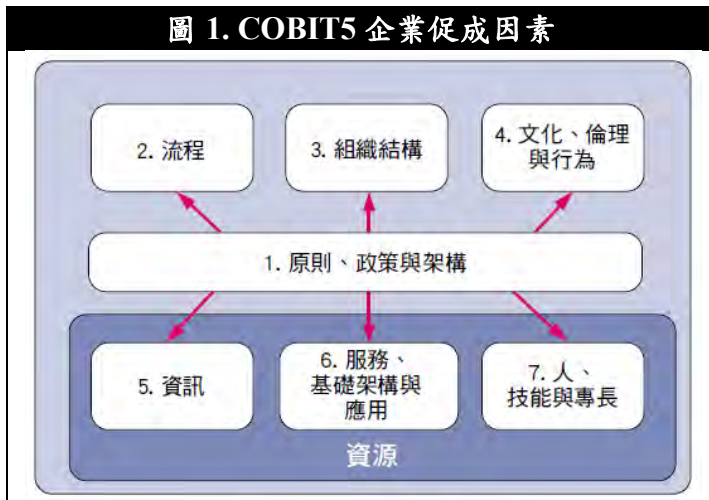 圖 1. COBIT5 企業促成因素
2. 流程
3. 組織結構
4. 文化、倫理
與行為
1. 原則、政策與架構
5. 資訊
6. 服務、
基礎架構與
應用
7. 人、
技能與專長
資源